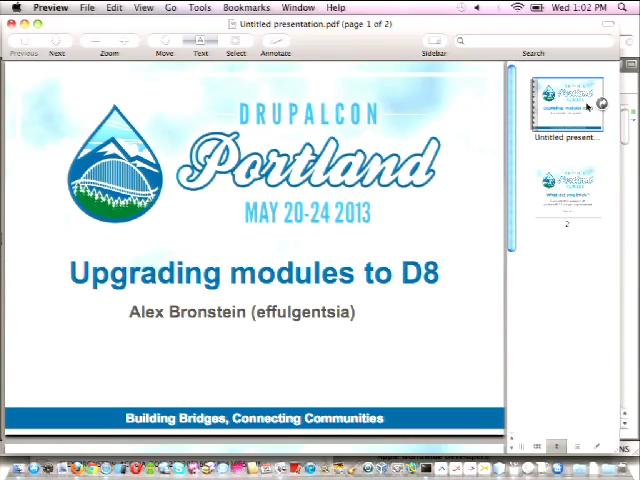 Preview File Edit View Go Tools Bookmarks Window Help
Wed 1:02 PM
Untitled presentation.pdf (page 1 of 2)
Previous Next Zoom Move Text Select Annotate Sidebar Search
DRUPALCON
Portland
MAY 20-24 2013
Upgrading modules to D8
Alex Bronstein (effulgentsia)
Building Bridges, Connecting Communities
Untitled present...
2